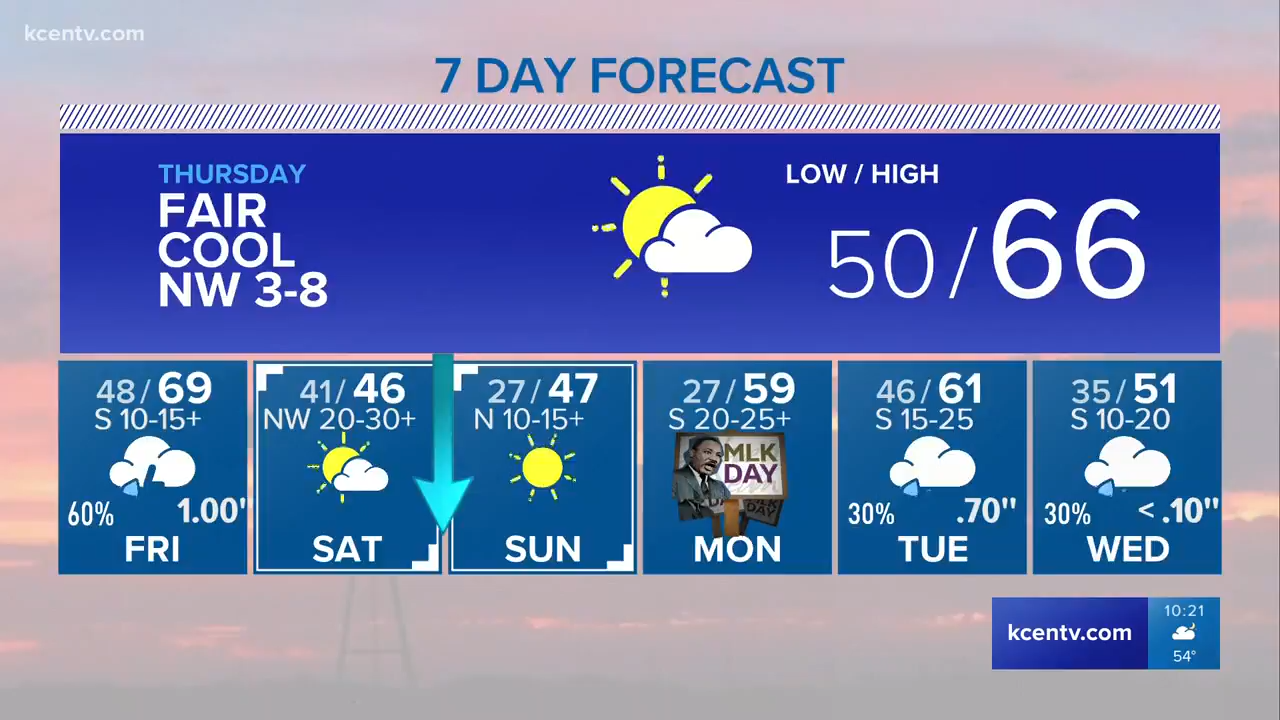 kcentv.com
7 DAY FORECAST
THURSDAY
FAIR
COOL
NW 3-8
LOW / HIGH
50/66
48/69
S 10-15+
60% 1.00"
FRI
41/46
NW 20-30+
SAT
27/47
N 10-15+
SUN
27/59
S 20-25+
MLK
DAY
MLK
DAY
MON
46/61
S 15-25
30% .70"
TUE
35/51
S 10-20
30% < .10"
WED
kcentv.com
10:21
54°